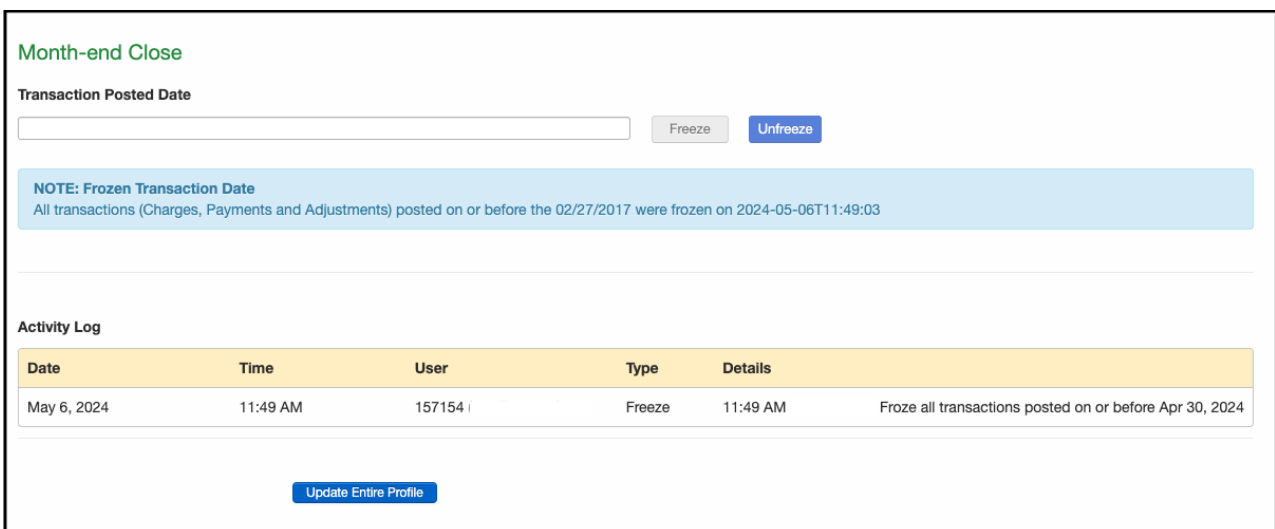 Month-end Close
Transaction Posted Date
Freeze Unfreeze
NOTE: Frozen Transaction Date
All transactions (Charges, Payments and Adjustments) posted on or before the 02/27/2017 were frozen on 2024-05-06T11:49:03
Activity Log
Date Time User Type Details
May 6, 2024 11:49 AM 157154 Freeze 11:49 AM Froze all transactions posted on or before Apr 30, 2024
Update Entire Profile